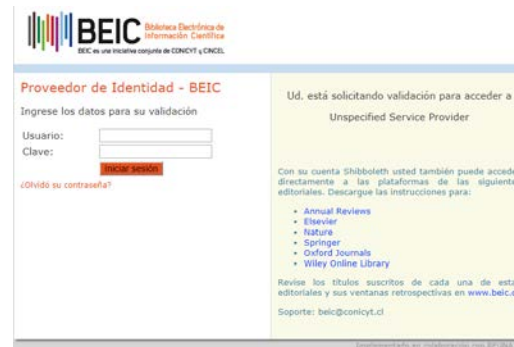 BEIC
Biblioteca Electrónica de
Información Científica
BEIC es una iniciativa conjunta de CONICYT y CINCEL
Proveedor de Identidad - BEIC
Ingrese los datos para su validación
Usuario:
Clave:
Iniciar sesión
¿Olvidó su contraseña?
Ud. está solicitando validación para acceder a
Unspecified Service Provider
Con su cuenta Shibboleth usted también puede accede
directamente a las plataformas de las siguiente
editoriales. Descargue las instrucciones para:
Annual Reviews
Elsevier
Nature
Springer
Oxford Journals
Wiley Online Library
Revise los títulos suscritos de cada una de esta
editoriales y sus ventanas retrospectivas en www.beic.c
Soporte: beic@conicyt.cl